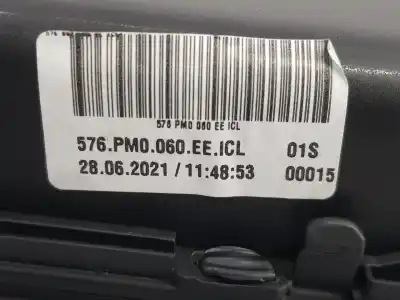 576 PM0 060 EE ICL
576.PM0.060.EE.ICL 01S
28.06.2021 / 11:48:53 00015